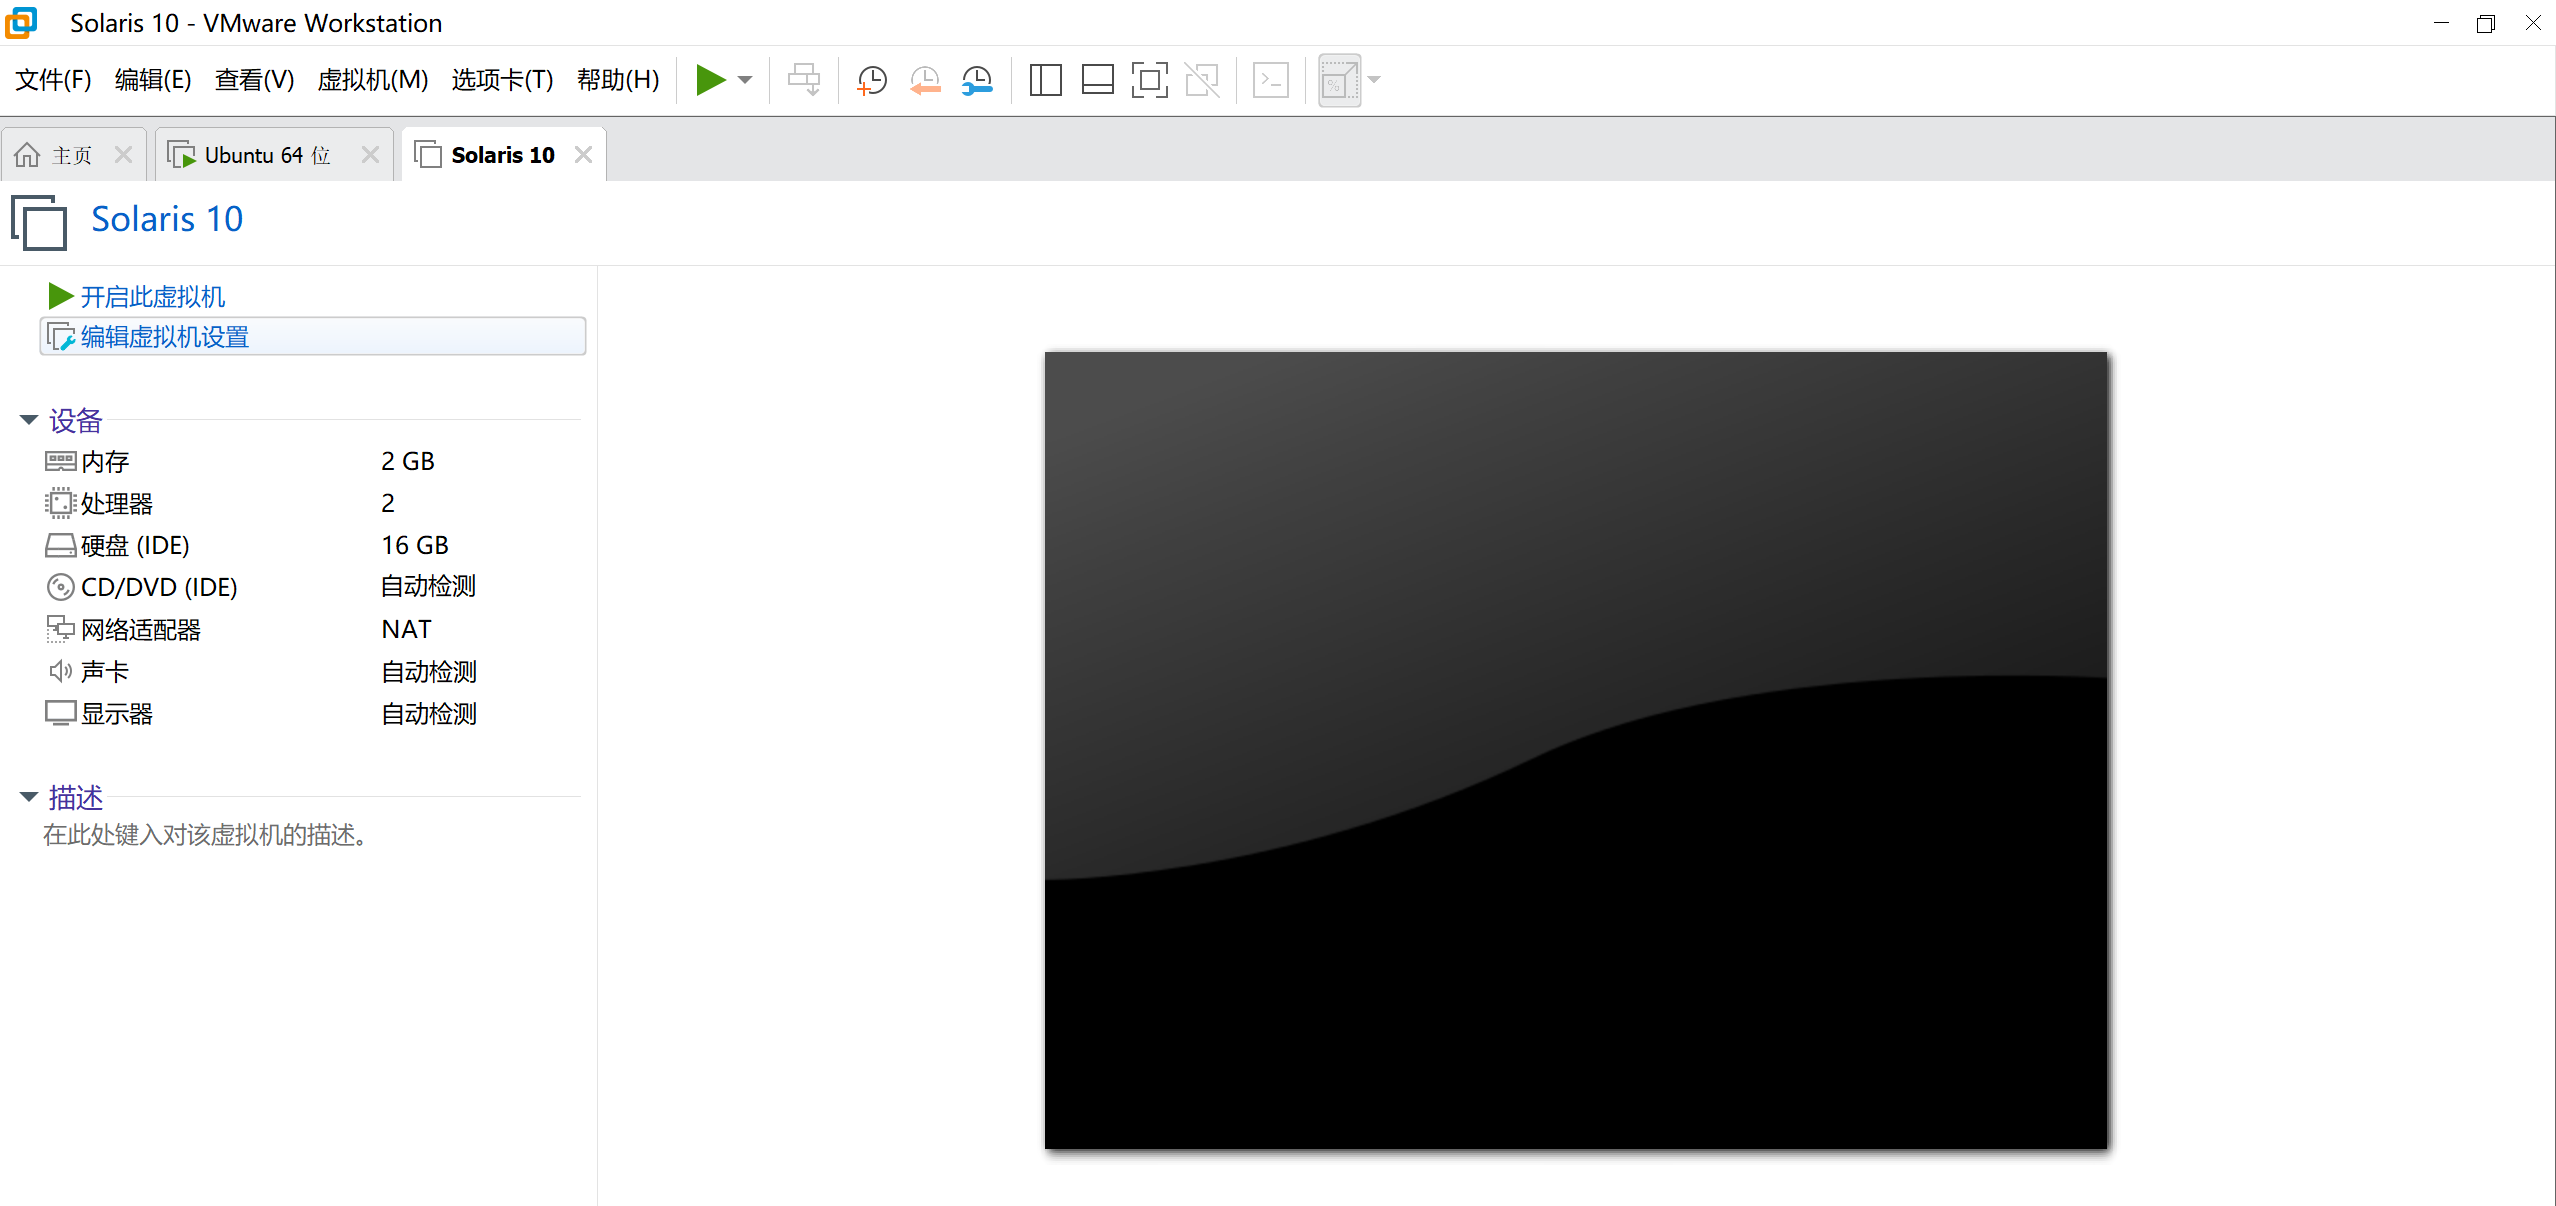 Solaris 10 - VMware Workstation
文件(F) 编辑(E) 查看(V) 虚拟机(M) 选项卡(T) 帮助(H)
主页 Ubuntu 64 位 Solaris 10
Solaris 10
开启此虚拟机
编辑虚拟机设置
设备
内存 2 GB
处理器 2
硬盘 (IDE) 16 GB
CD/DVD (IDE) 自动检测
网络适配器 NAT
声卡 自动检测
显示器 自动检测
描述
在此处键入对该虚拟机的描述。